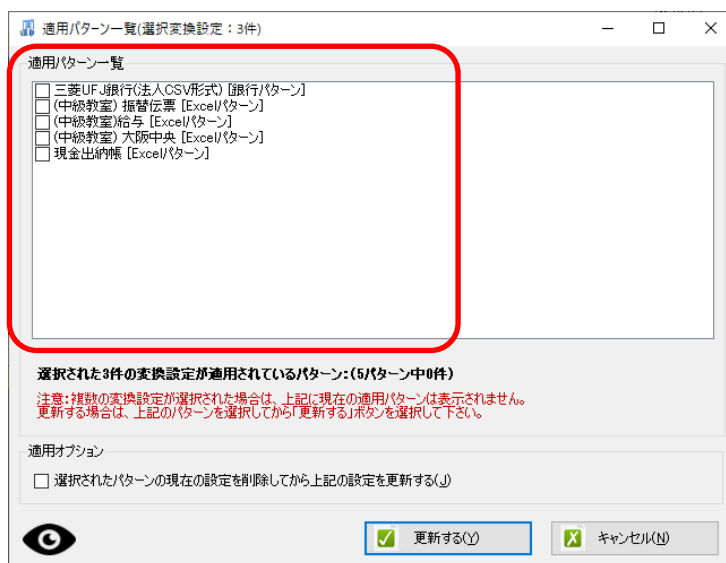 適用パターン一覧(選択変換設定：3件)
適用パターン一覧
三菱UFJ銀行(法人CSV形式) [銀行パターン]
(中級教室) 振替伝票 [Excelパターン]
(中級教室)給与 [Excelパターン]
(中級教室) 大阪中央 [Excelパターン]
現金出納帳 [Excelパターン]
選択された3件の変換設定が適用されているパターン：(5パターン中0件)
注意：複数の変換設定が選択された場合は、上記に現在の適用パターンは表示されません。
更新する場合は、上記のパターンを選択してから「更新する」ボタンを選択して下さい。
適用オプション
選択されたパターンの現在の設定を削除してから上記の設定を更新する(J)
更新する(Y)
キャンセル(N)